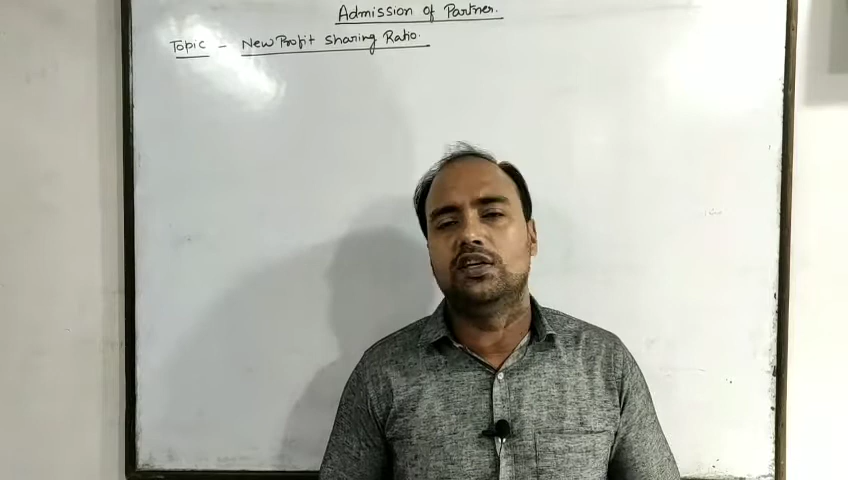 Admission of Partner.
Topic - New Profit Sharing Ratio.